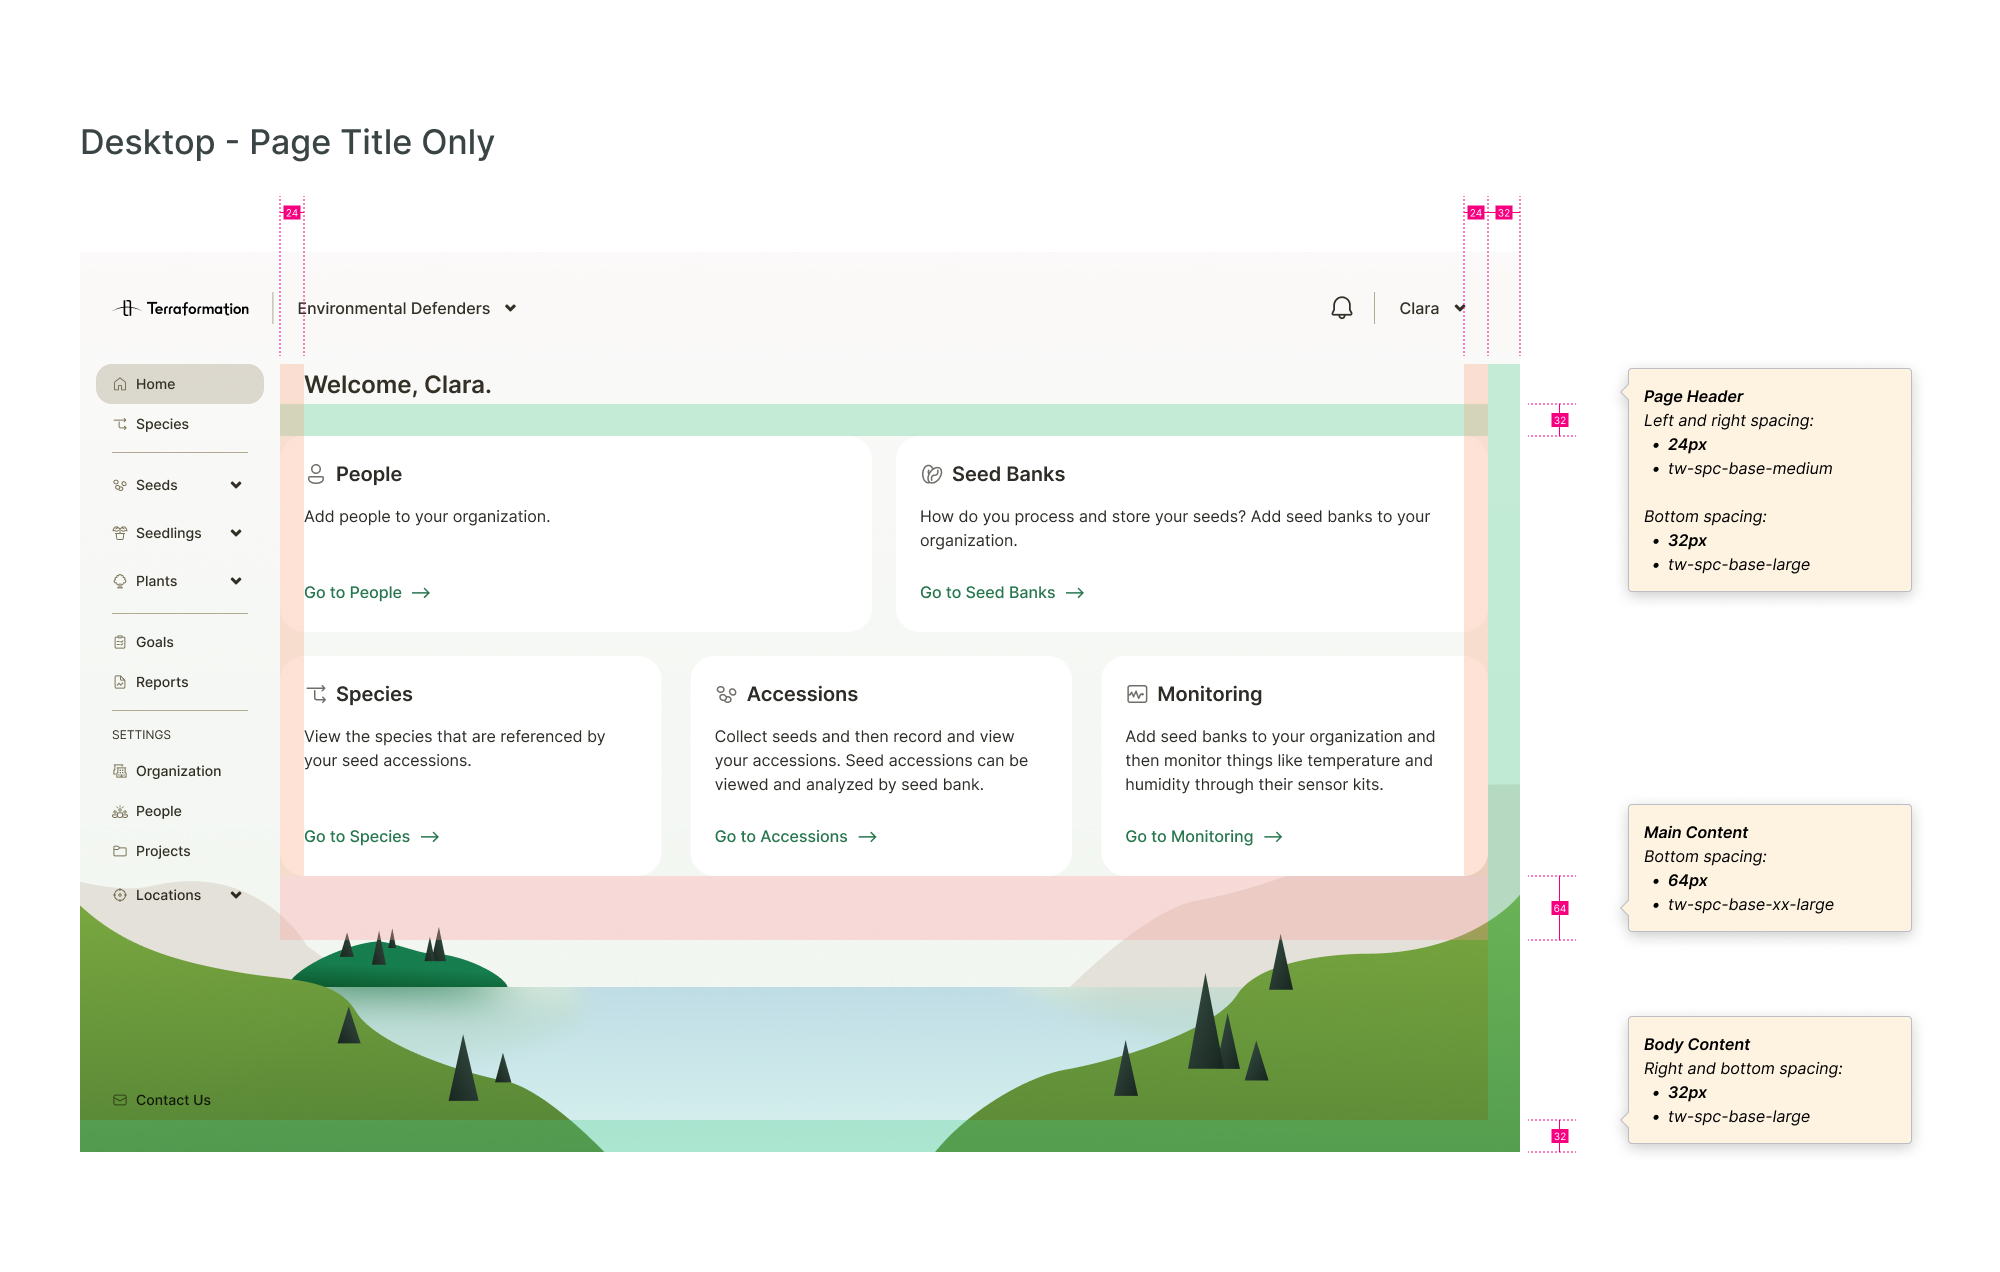 Desktop - Page Title Only
24
24
32
Terraformation
Environmental Defenders
Clara
Home
Species
Seeds
Seedlings
Plants
Goals
Reports
SETTINGS
Organization
People
Projects
Locations
Contact Us
Welcome, Clara.
People
Add people to your organization.
Go to People
Seed Banks
How do you process and store your seeds? Add seed banks to your
organization.
Go to Seed Banks
Species
View the species that are referenced by
your seed accessions.
Go to Species
Accessions
Collect seeds and then record and view
your accessions. Seed accessions can be
viewed and analyzed by seed bank.
Go to Accessions
Monitoring
Add seed banks to your organization and
then monitor things like temperature and
humidity through their sensor kits.
Go to Monitoring
32
64
32
Page Header
Left and right spacing:
• 24px
• tw-spc-base-medium
Bottom spacing:
• 32px
• tw-spc-base-large
Main Content
Bottom spacing:
• 64px
• tw-spc-base-xx-large
Body Content
Right and bottom spacing:
• 32px
• tw-spc-base-large